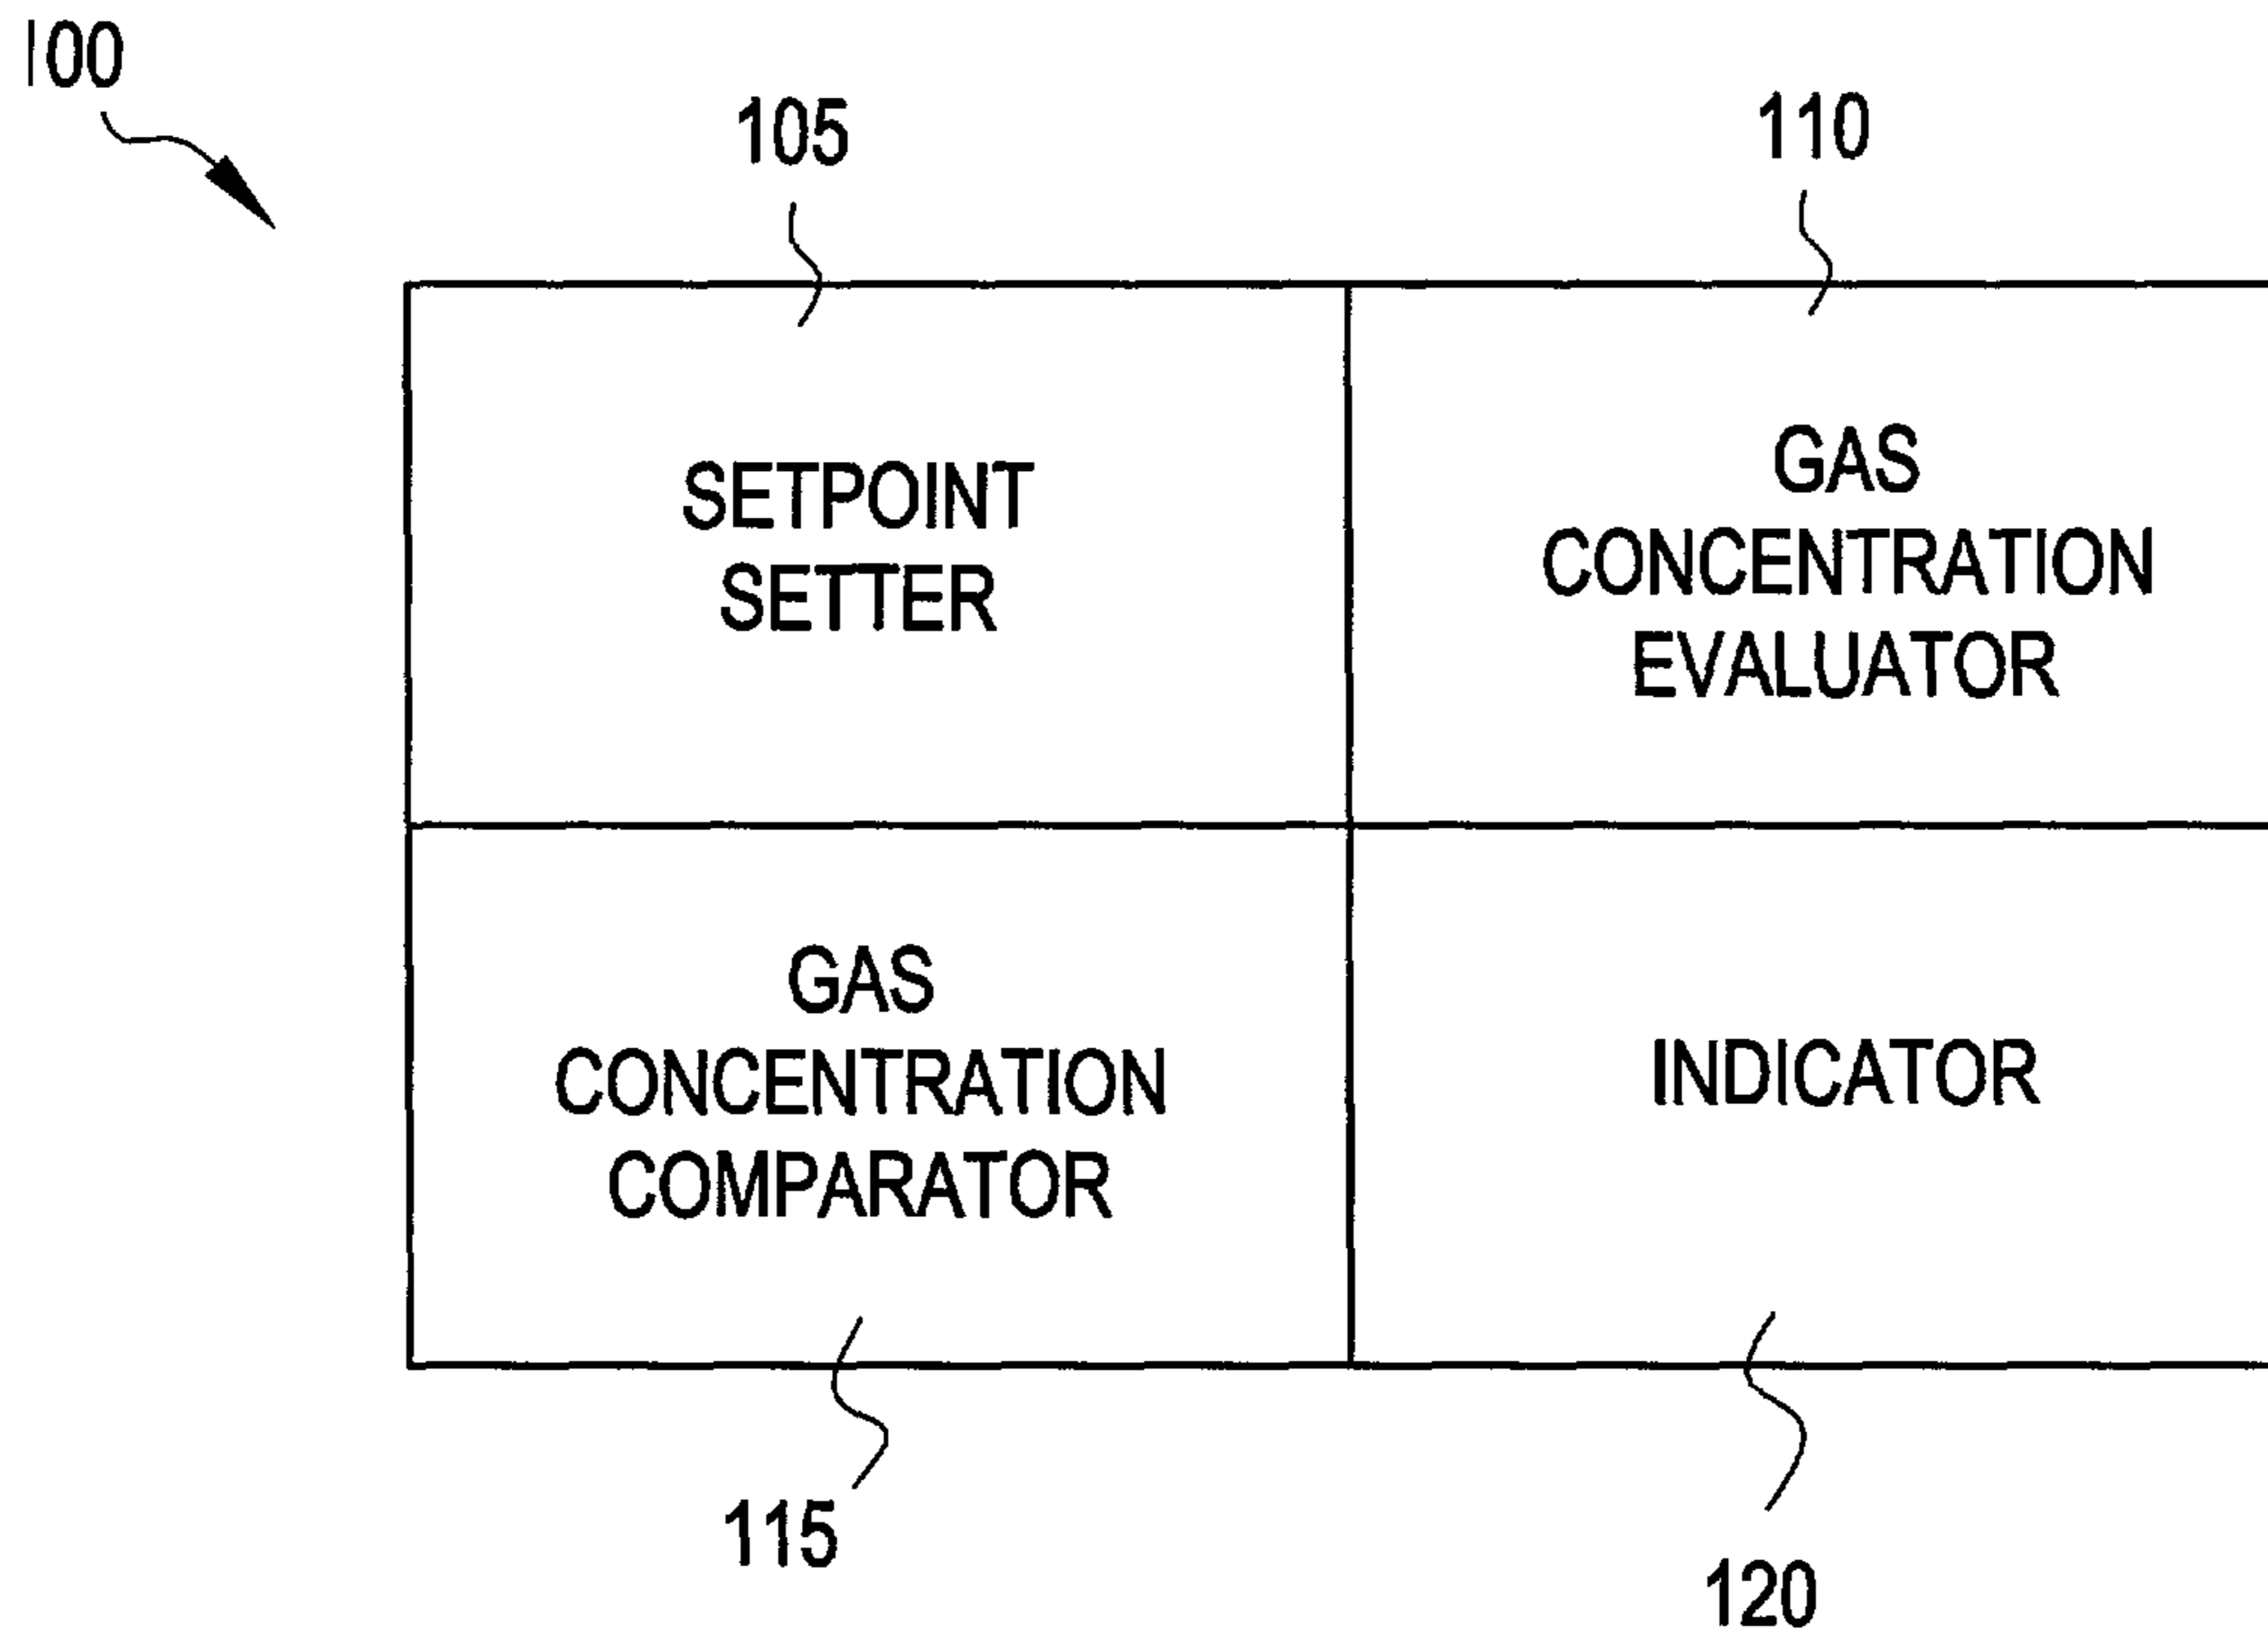 100
105
110
SETPOINT
SETTER
GAS
CONCENTRATION
EVALUATOR
GAS
CONCENTRATION
COMPARATOR
INDICATOR
115
120